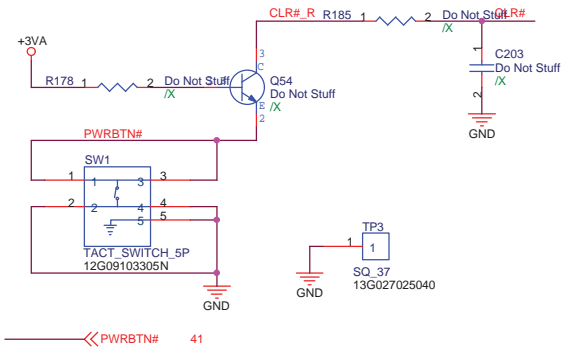 CLR#_R R185 1 2 Do Not Stuff CLR#
/X
+3VA
3
C
1
C203
Do Not Stuff
/X
2
GND
R178 1 2 Do Not Stuff
/X
Q54
Do Not Stuff
/X
E
2
PWRBTN#
SW1
1 1 3 3
2 2 4 4
5 5
TACT_SWITCH_5P
12G09103305N
GND
TP3
1 1
GND
SQ_37
13G027025040
PWRBTN# 41